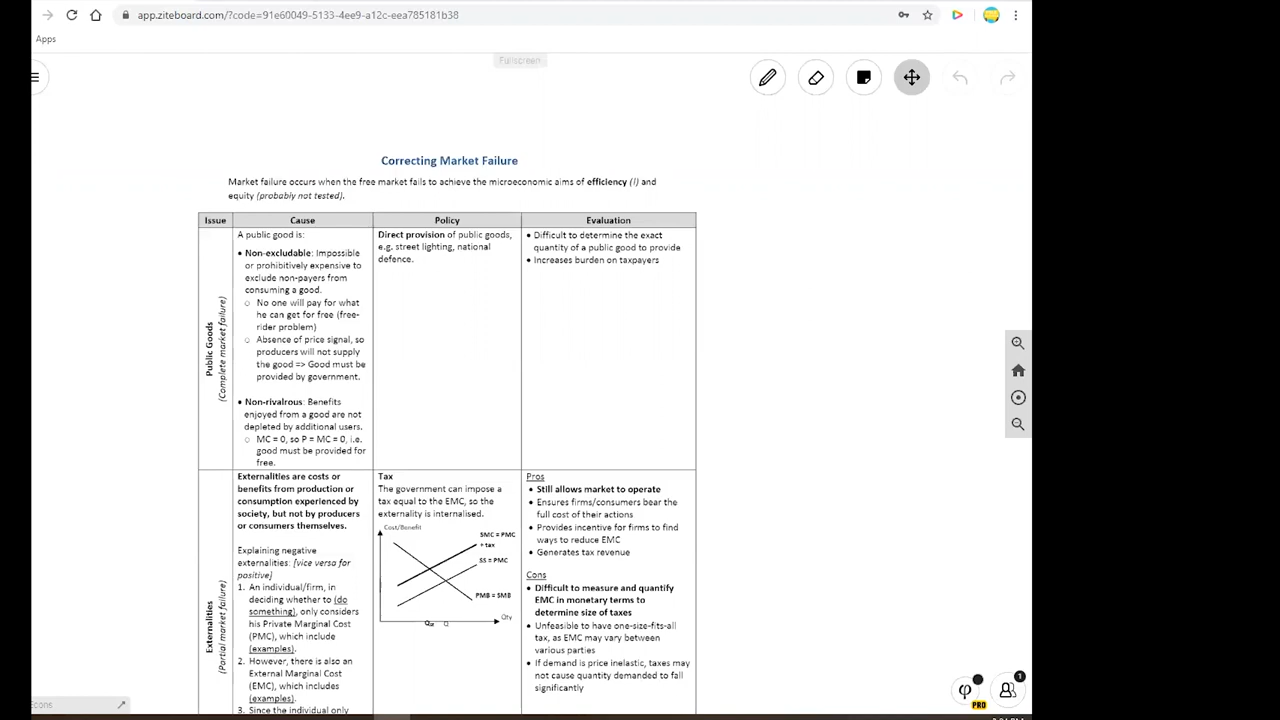 app.ziteboard.com/?code=91e60049-5133-4ee9-a12c-eea785181b38
Apps
Fullscreen
Correcting Market Failure
Market failure occurs when the free market fails to achieve the microeconomic aims of efficiency (!) and
equity (probably not tested).
Issue
Cause
Policy
Evaluation
Public Goods
(Complete market failure)
A public good is:
• Non-excludable: Impossible
or prohibitively expensive to
exclude non-payers from
consuming a good.
○ No one will pay for what
he can get for free (free-
rider problem)
○ Absence of price signal, so
producers will not supply
the good => Good must be
provided by government.
• Non-rivalrous: Benefits
enjoyed from a good are not
depleted by additional users.
○ MC = 0, so P = MC = 0, i.e.
good must be provided for
free.
Direct provision of public goods,
e.g. street lighting, national
defence.
• Difficult to determine the exact
quantity of a public good to provide
• Increases burden on taxpayers
Externalities
(Partial market failure)
Externalities are costs or
benefits from production or
consumption experienced by
society, but not by producers
or consumers themselves.
Explaining negative
externalities: [vice versa for
positive]
1. An individual/firm, in
deciding whether to (do
something), only considers
his Private Marginal Cost
(PMC), which include
(examples).
2. However, there is also an
External Marginal Cost
(EMC), which includes
(examples).
3. Since the individual only
Tax
The government can impose a
tax equal to the EMC, so the
externality is internalised.
Cost/Benefit
SMC = PMC
+ tax
SS = PMC
PMB = SMB
Qty
Q
Pros
• Still allows market to operate
• Ensures firms/consumers bear the
full cost of their actions
• Provides incentive for firms to find
ways to reduce EMC
• Generates tax revenue
Cons
• Difficult to measure and quantify
EMC in monetary terms to
determine size of taxes
• Unfeasible to have one-size-fits-all
tax, as EMC may vary between
various parties
• If demand is price inelastic, taxes may
not cause quantity demanded to fall
significantly
Econs
PRO
1